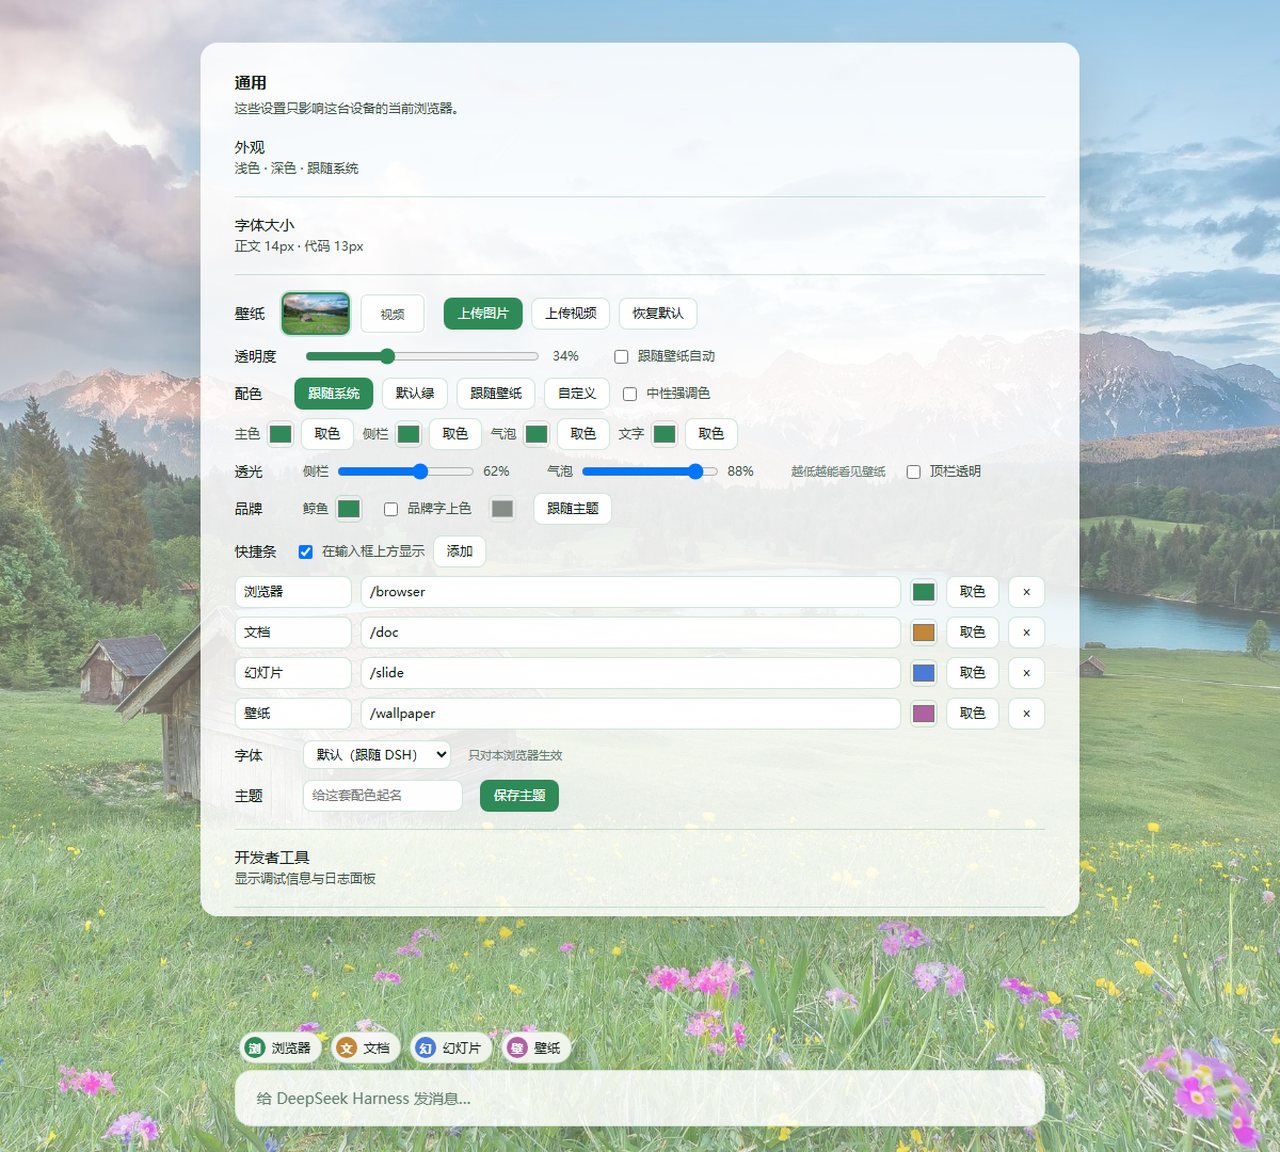 通用
这些设置只影响这台设备的当前浏览器。
外观
浅色 · 深色 · 跟随系统
字体大小
正文 14px · 代码 13px
壁纸 视频 上传图片 上传视频 恢复默认
透明度 34% 跟随壁纸自动
配色 跟随系统 默认绿 跟随壁纸 自定义 中性强调色
主色 取色 侧栏 取色 气泡 取色 文字 取色
透光 侧栏 62% 气泡 88% 越低越能看见壁纸 顶栏透明
品牌 鲸鱼 品牌字上色 跟随主题
快捷条 在输入框上方显示 添加
浏览器 /browser 取色 ×
文档 /doc 取色 ×
幻灯片 /slide 取色 ×
壁纸 /wallpaper 取色 ×
字体 默认（跟随 DSH） 只对本浏览器生效
主题 给这套配色起名 保存主题
开发者工具
显示调试信息与日志面板
浏 浏览器 文 文档 幻 幻灯片 壁 壁纸
给 DeepSeek Harness 发消息...